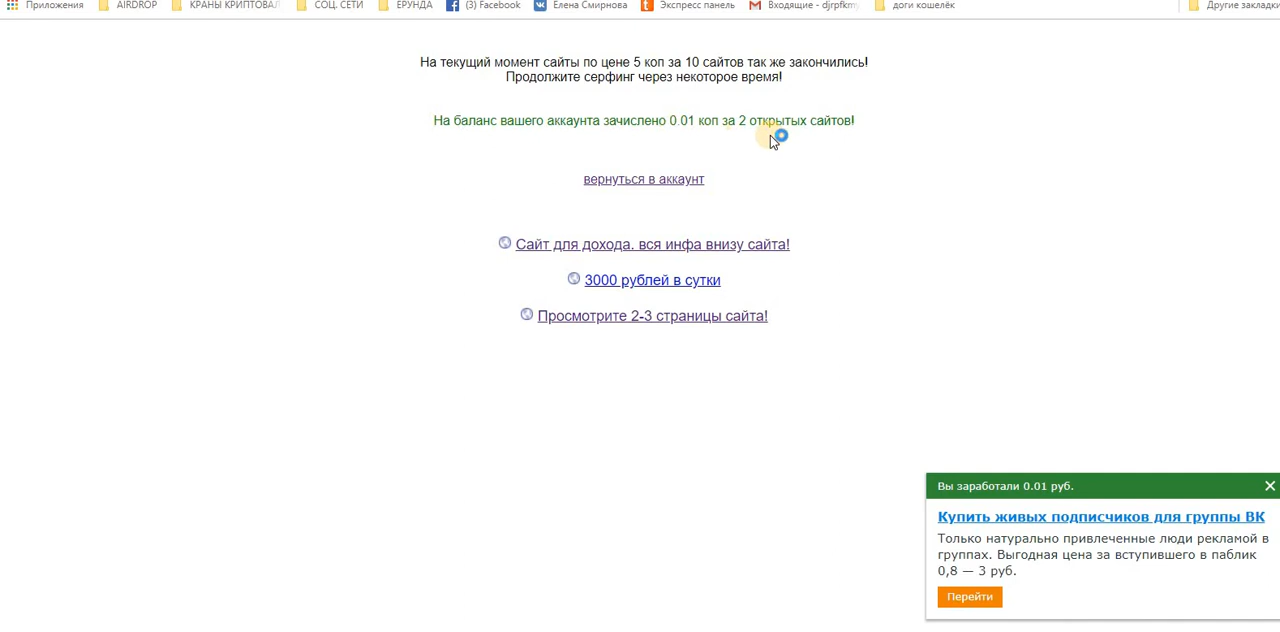 Приложения AIRDROP КРАНЫ КРИПТОВАЛ СОЦ. СЕТИ ЕРУНДА (3) Facebook Елена Смирнова Экспресс панель Входящие - djrpfkmy доги кошелёк Другие закладки
На текущий момент сайты по цене 5 коп за 10 сайтов так же закончились!
Продолжите серфинг через некоторое время!
На баланс вашего аккаунта зачислено 0.01 коп за 2 открытых сайтов!
вернуться в аккаунт
Сайт для дохода. вся инфа внизу сайта!
3000 рублей в сутки
Просмотрите 2-3 страницы сайта!
Вы заработали 0.01 руб.
Купить живых подписчиков для группы ВК
Только натурально привлеченные люди рекламой в
группах. Выгодная цена за вступившего в паблик
0,8 — 3 руб.
Перейти